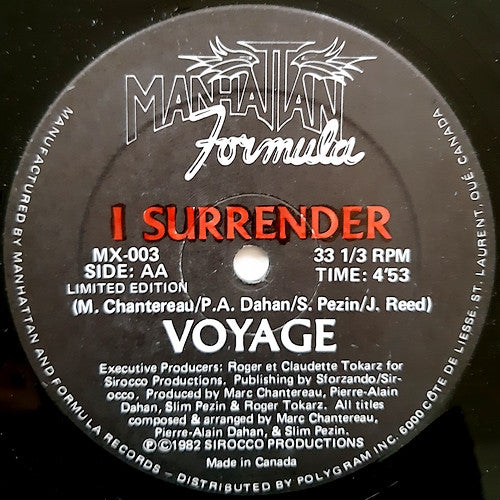 MANHATTAN
Formula
I SURRENDER
MX-003
33 1/3 RPM
SIDE: AA
TIME: 4'53
LIMITED EDITION
(M. Chantereau/P.A. Dahan/S. Pezin/J. Reed)
VOYAGE
Executive Producers: Roger et Claudette Tokarz for
Sirocco Productions. Publishing by Sforzando/Sir-
occo. Produced by Marc Chantereau, Pierre-Alain
Dahan, Slim Pezin & Roger Tokarz. All titles
composed & arranged by Marc Chantereau,
Pierre-Alain Dahan, & Slim Pezin.
Ⓟ©1982 SIROCCO PRODUCTIONS
Made in Canada
MANUFACTURED BY MANHATTAN AND FORMULA RECORDS – DISTRIBUTED BY POLYGRAM INC. 6000 CÔTE DE LIESSE, ST. LAURENT, QUÉ CANADA